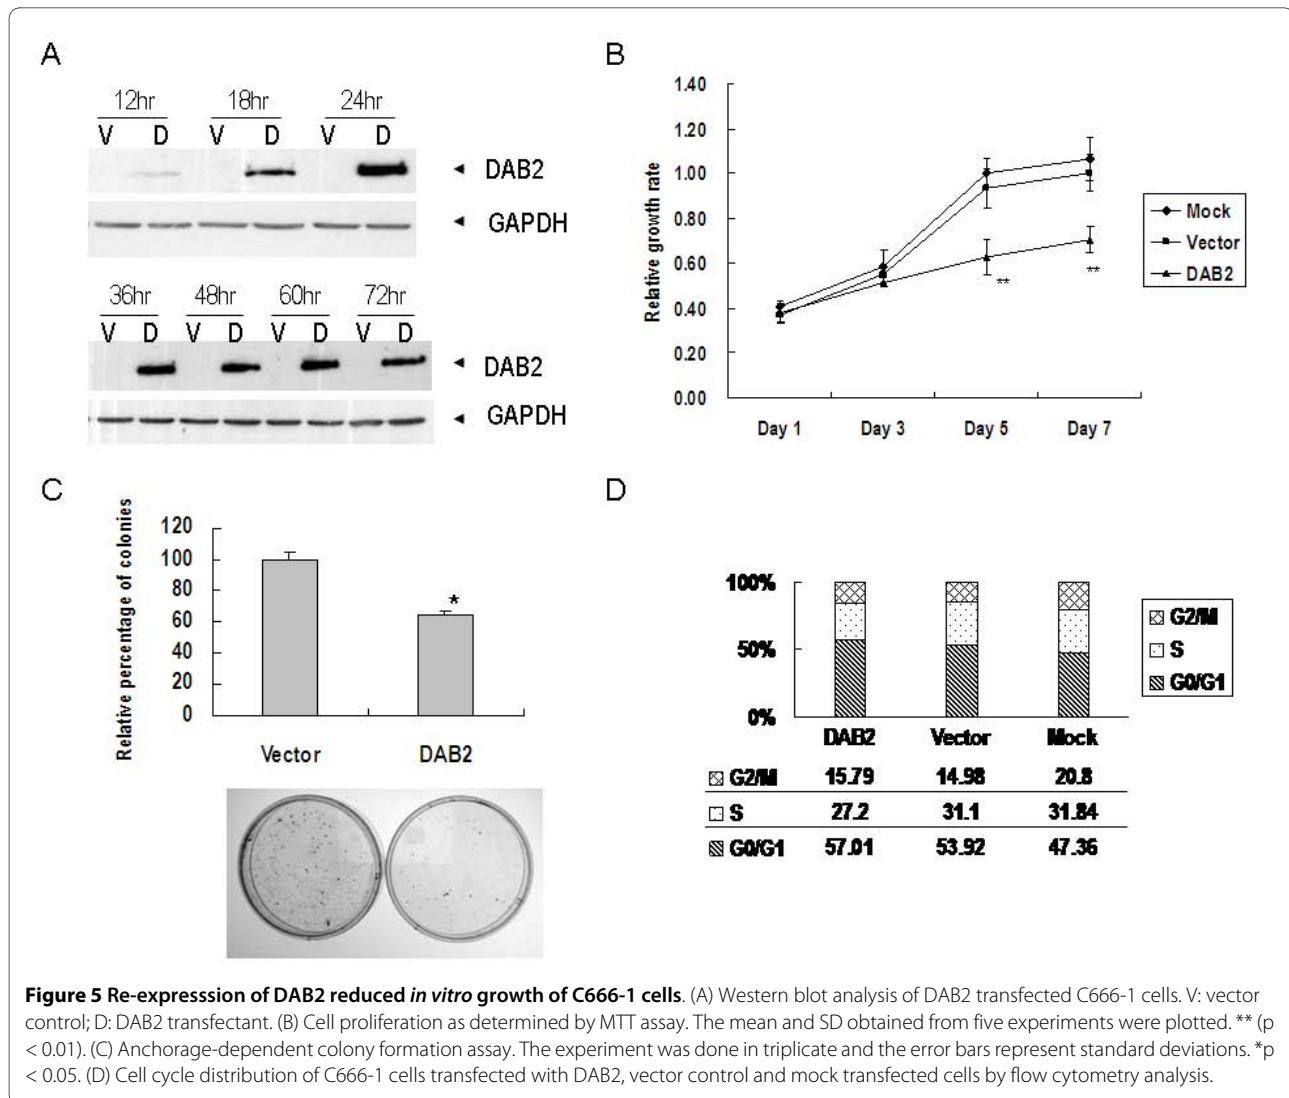 A
12hr 18hr 24hr
V D V D V D
DAB2
GAPDH
36hr 48hr 60hr 72hr
V D V D V D V D
DAB2
GAPDH
B
Relative growth rate
1.40
1.20
1.00
0.80
0.60
0.40
0.20
0.00
**
**
Day 1 Day 3 Day 5 Day 7
Mock
Vector
DAB2
C
Relative percentage of colonies
120
100
80
60
40
20
0
*
Vector DAB2
D
100%
50%
0%
G2/M
S
G0/G1
DAB2 Vector Mock
G2/M 15.79 14.98 20.8
S 27.2 31.1 31.84
G0/G1 57.01 53.92 47.36
Figure 5 Re-expresssion of DAB2 reduced in vitro growth of C666-1 cells. (A) Western blot analysis of DAB2 transfected C666-1 cells. V: vector
control; D: DAB2 transfectant. (B) Cell proliferation as determined by MTT assay. The mean and SD obtained from five experiments were plotted. ** (p
< 0.01). (C) Anchorage-dependent colony formation assay. The experiment was done in triplicate and the error bars represent standard deviations. *p
< 0.05. (D) Cell cycle distribution of C666-1 cells transfected with DAB2, vector control and mock transfected cells by flow cytometry analysis.